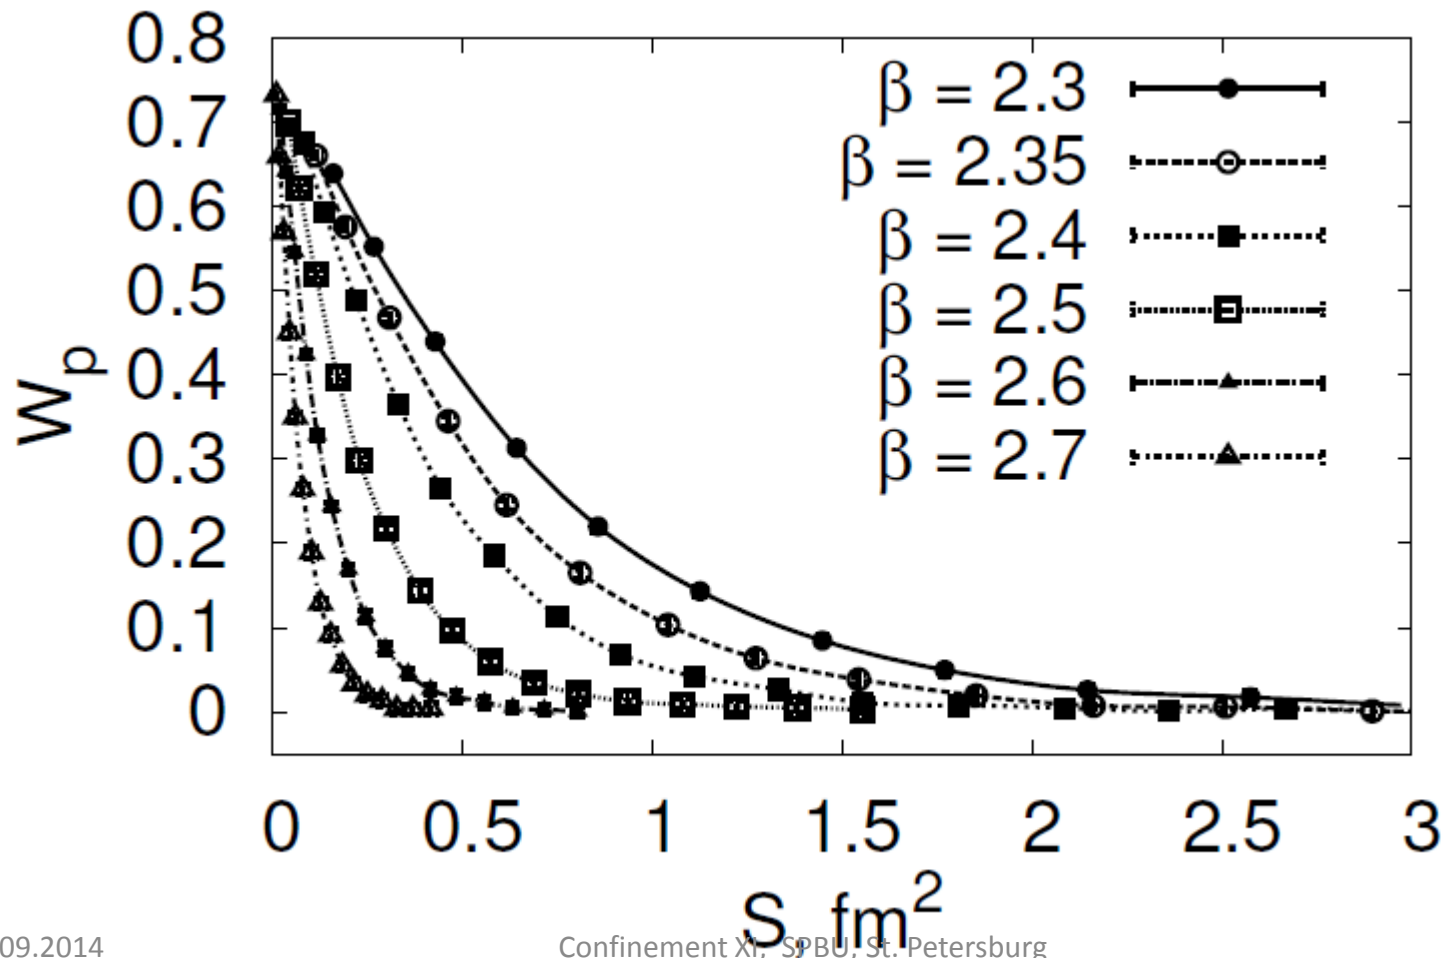 0.8
0.7
0.6
0.5
0.4
0.3
0.2
0.1
0
W_p
β = 2.3
β = 2.35
β = 2.4
β = 2.5
β = 2.6
β = 2.7
0 0.5 1 1.5 2 2.5 3
S, fm²
09.2014 Confinement XI, SPBU, St. Petersburg